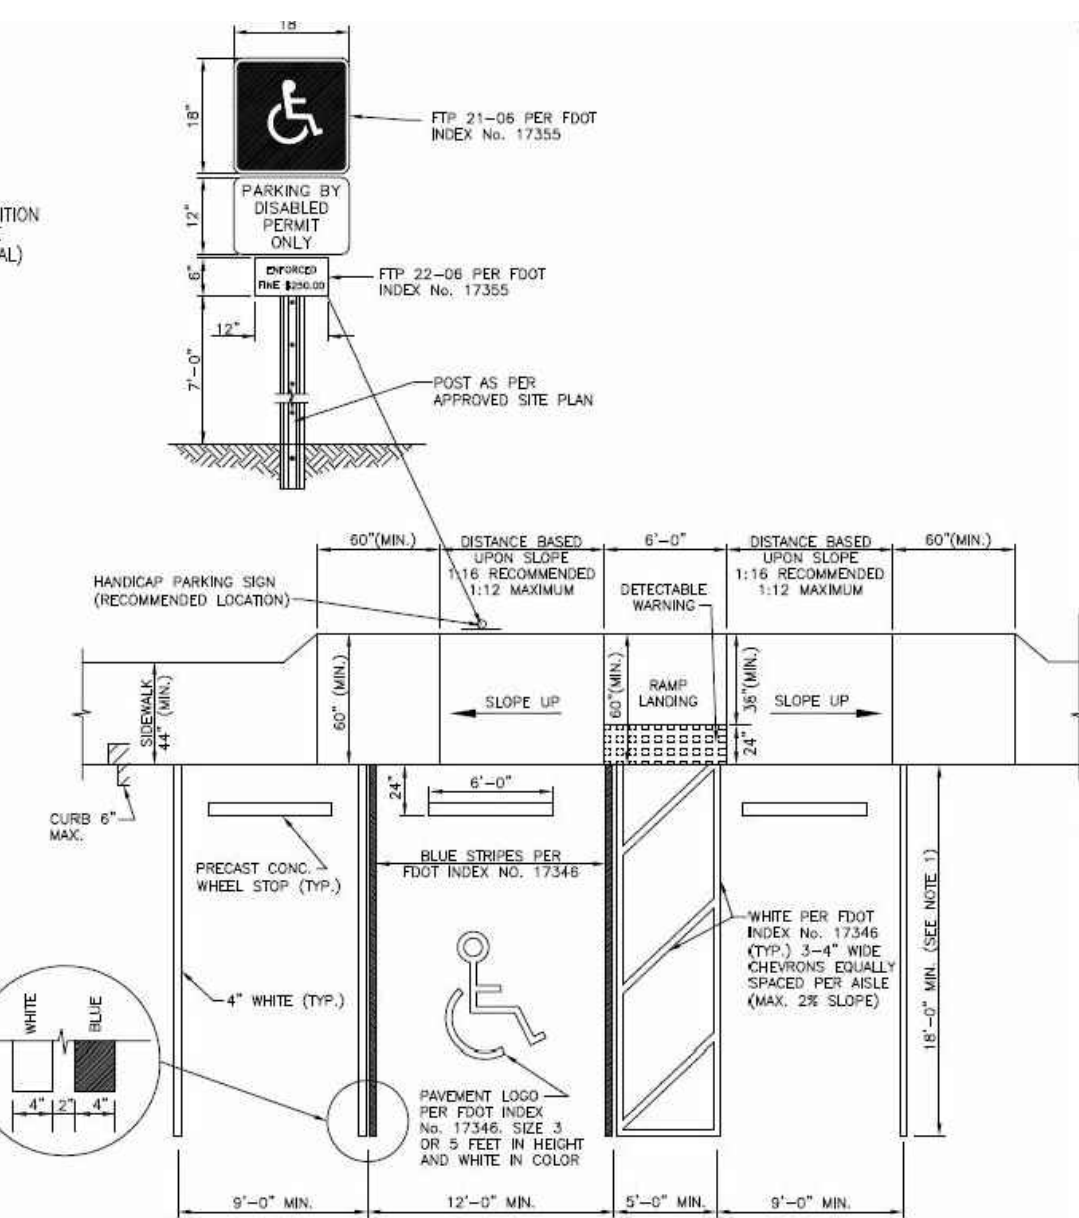 18"
18"
FTP 21-06 PER FDOT
INDEX No. 17355
ITION
AL)
12"
PARKING BY
DISABLED
PERMIT
ONLY
6"
ENFORCED
FINE $250.00
FTP 22-06 PER FDOT
INDEX No. 17355
12"
7'-0"
POST AS PER
APPROVED SITE PLAN
60"(MIN.)
DISTANCE BASED
UPON SLOPE
1:16 RECOMMENDED
1:12 MAXIMUM
6'-0"
DISTANCE BASED
UPON SLOPE
1:16 RECOMMENDED
1:12 MAXIMUM
60"(MIN.)
HANDICAP PARKING SIGN
(RECOMMENDED LOCATION)
DETECTABLE
WARNING
SIDEWALK
44" (MIN.)
60" (MIN.)
SLOPE UP
60"(MIN.)
RAMP
LANDING
36"(MIN.)
24"
SLOPE UP
CURB 6"
MAX.
24"
6'-0"
PRECAST CONC.
WHEEL STOP (TYP.)
BLUE STRIPES PER
FDOT INDEX NO. 17346
WHITE PER FDOT
INDEX No. 17346
(TYP.) 3-4" WIDE
CHEVRONS EQUALLY
SPACED PER AISLE
(MAX. 2% SLOPE)
18'-0" MIN. (SEE NOTE 1)
4" WHITE (TYP.)
WHITE
BLUE
4"
2"
4"
PAVEMENT LOGO
PER FDOT INDEX
No. 17346. SIZE 3
OR 5 FEET IN HEIGHT
AND WHITE IN COLOR
9'-0" MIN.
12'-0" MIN.
5'-0" MIN.
9'-0" MIN.